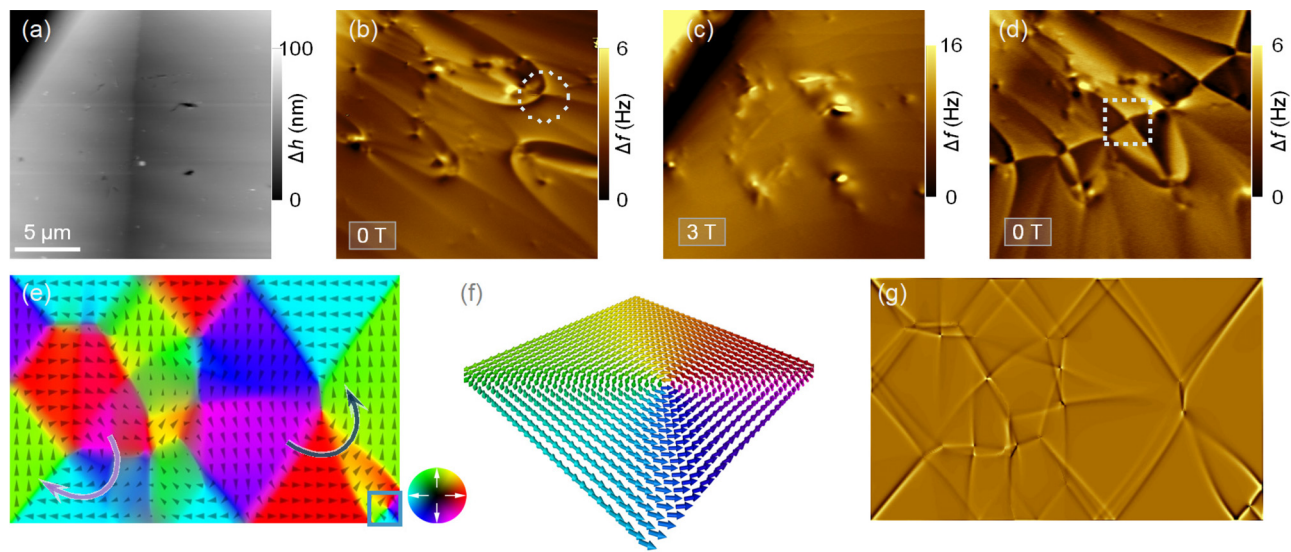 (a)
100
Δh (nm)
0
5 µm
(b)
6
Δf (Hz)
0
0 T
(c)
16
Δf (Hz)
0
3 T
(d)
6
Δf (Hz)
0
0 T
(e)
(f)
(g)